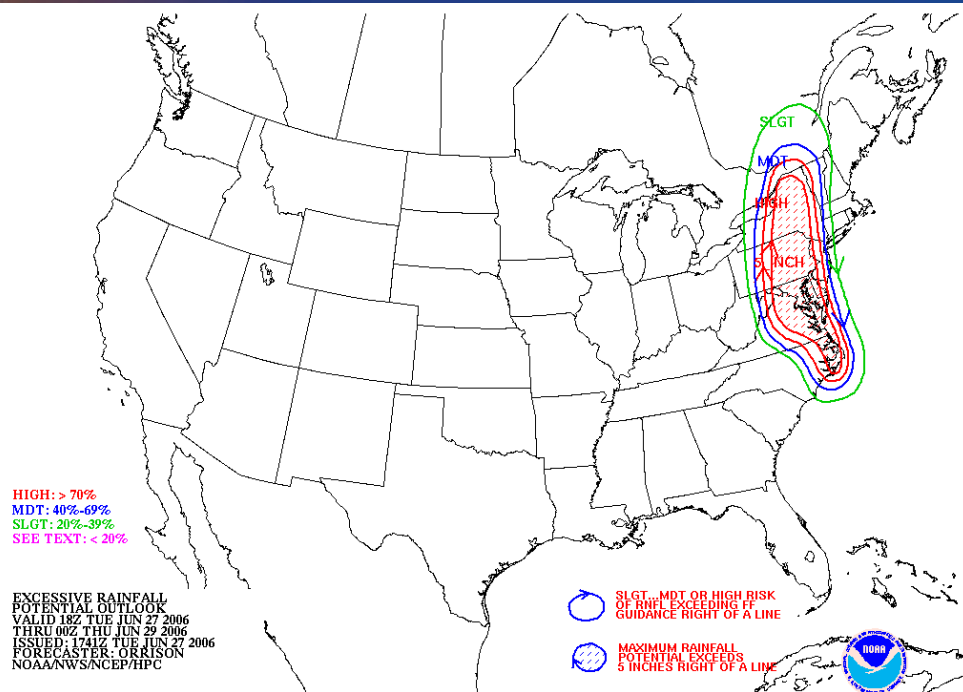 SLGT
MDT
HIGH
5 INCH
HIGH: > 70%
MDT: 40%-69%
SLGT: 20%-39%
SEE TEXT: < 20%
EXCESSIVE RAINFALL
POTENTIAL OUTLOOK
VALID 18Z TUE JUN 27 2006
THRU 00Z THU JUN 29 2006
ISSUED: 1741Z TUE JUN 27 2006
FORECASTER: ORRISON
NOAA/NWS/NCEP/HPC
SLGT...MDT OR HIGH RISK
OF RNFL EXCEEDING FF
GUIDANCE RIGHT OF A LINE
MAXIMUM RAINFALL
POTENTIAL EXCEEDS
5 INCHES RIGHT OF A LINE
NOAA